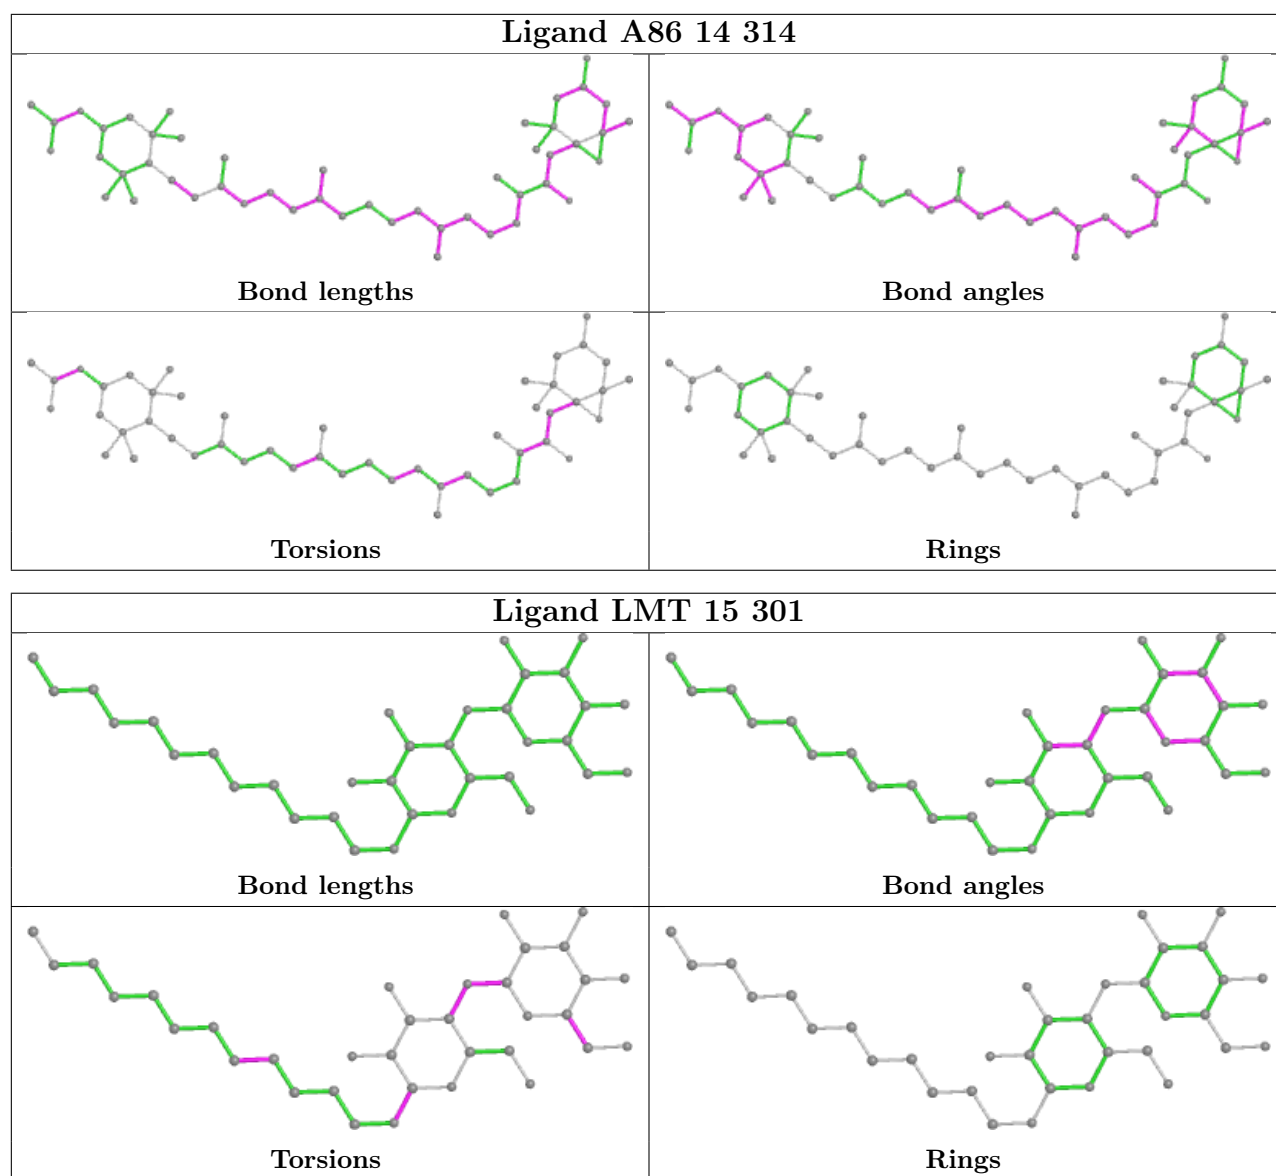 Ligand A86 14 314
Bond lengths
Bond angles
Torsions
Rings
Ligand LMT 15 301
Bond lengths
Bond angles
Torsions
Rings